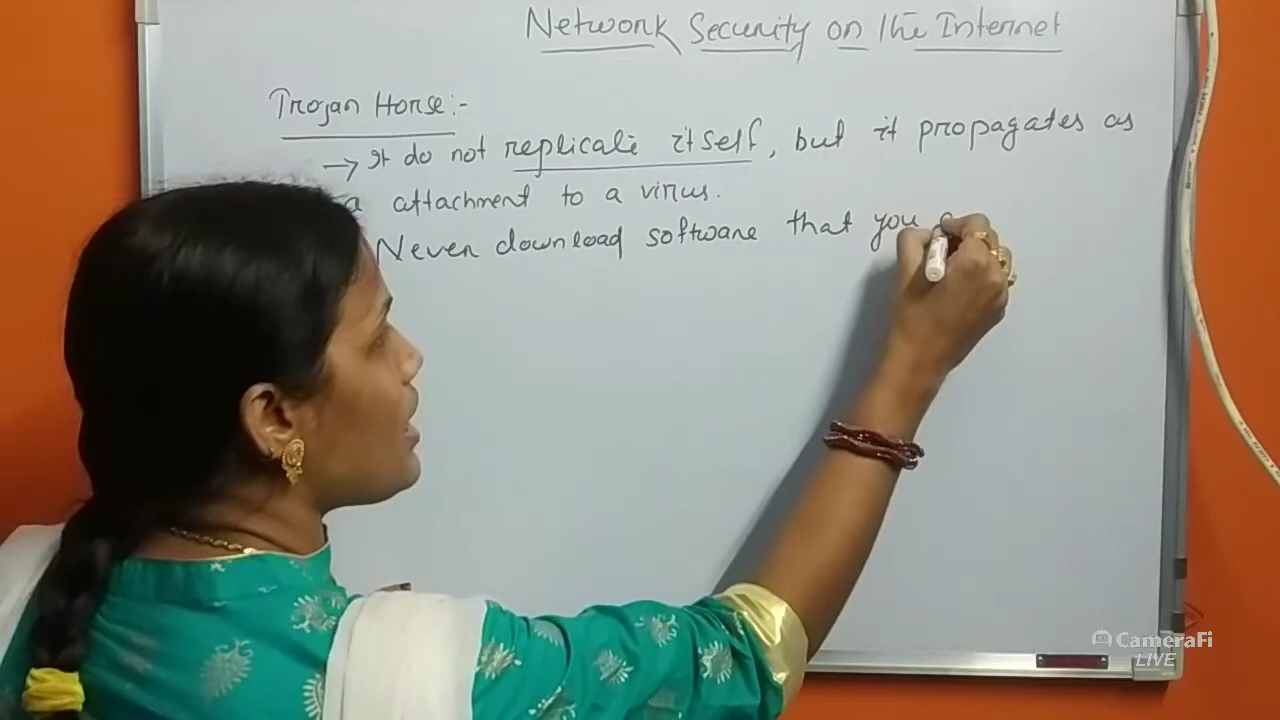 Network Security on the Internet
Trojan Horse:-
→ It do not replicate itself, but it propagates as
a attachment to a virus.
Never download software that you
CameraFi
LIVE